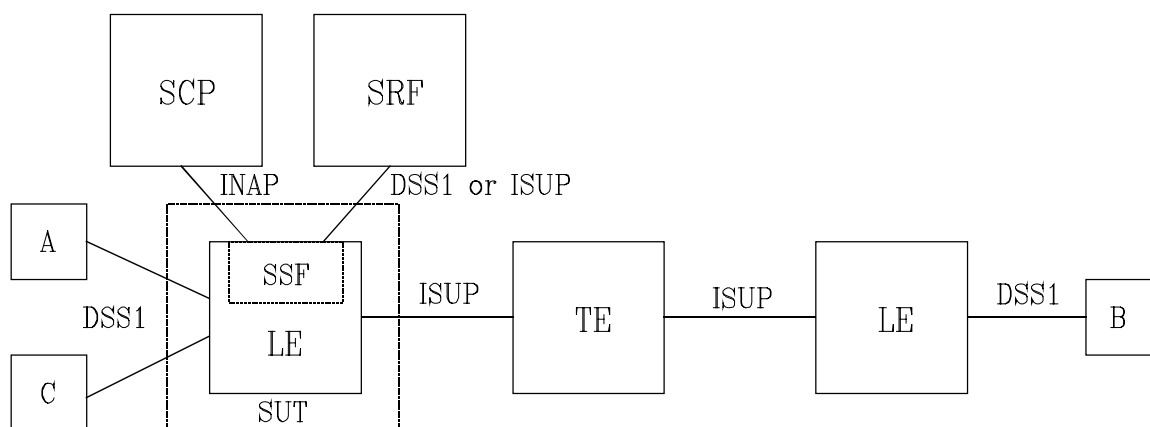 SCP
SRF
INAP
DSS1 or ISUP
A
SSF
DSS1
LE
ISUP
TE
ISUP
LE
DSS1
B
C
SUT